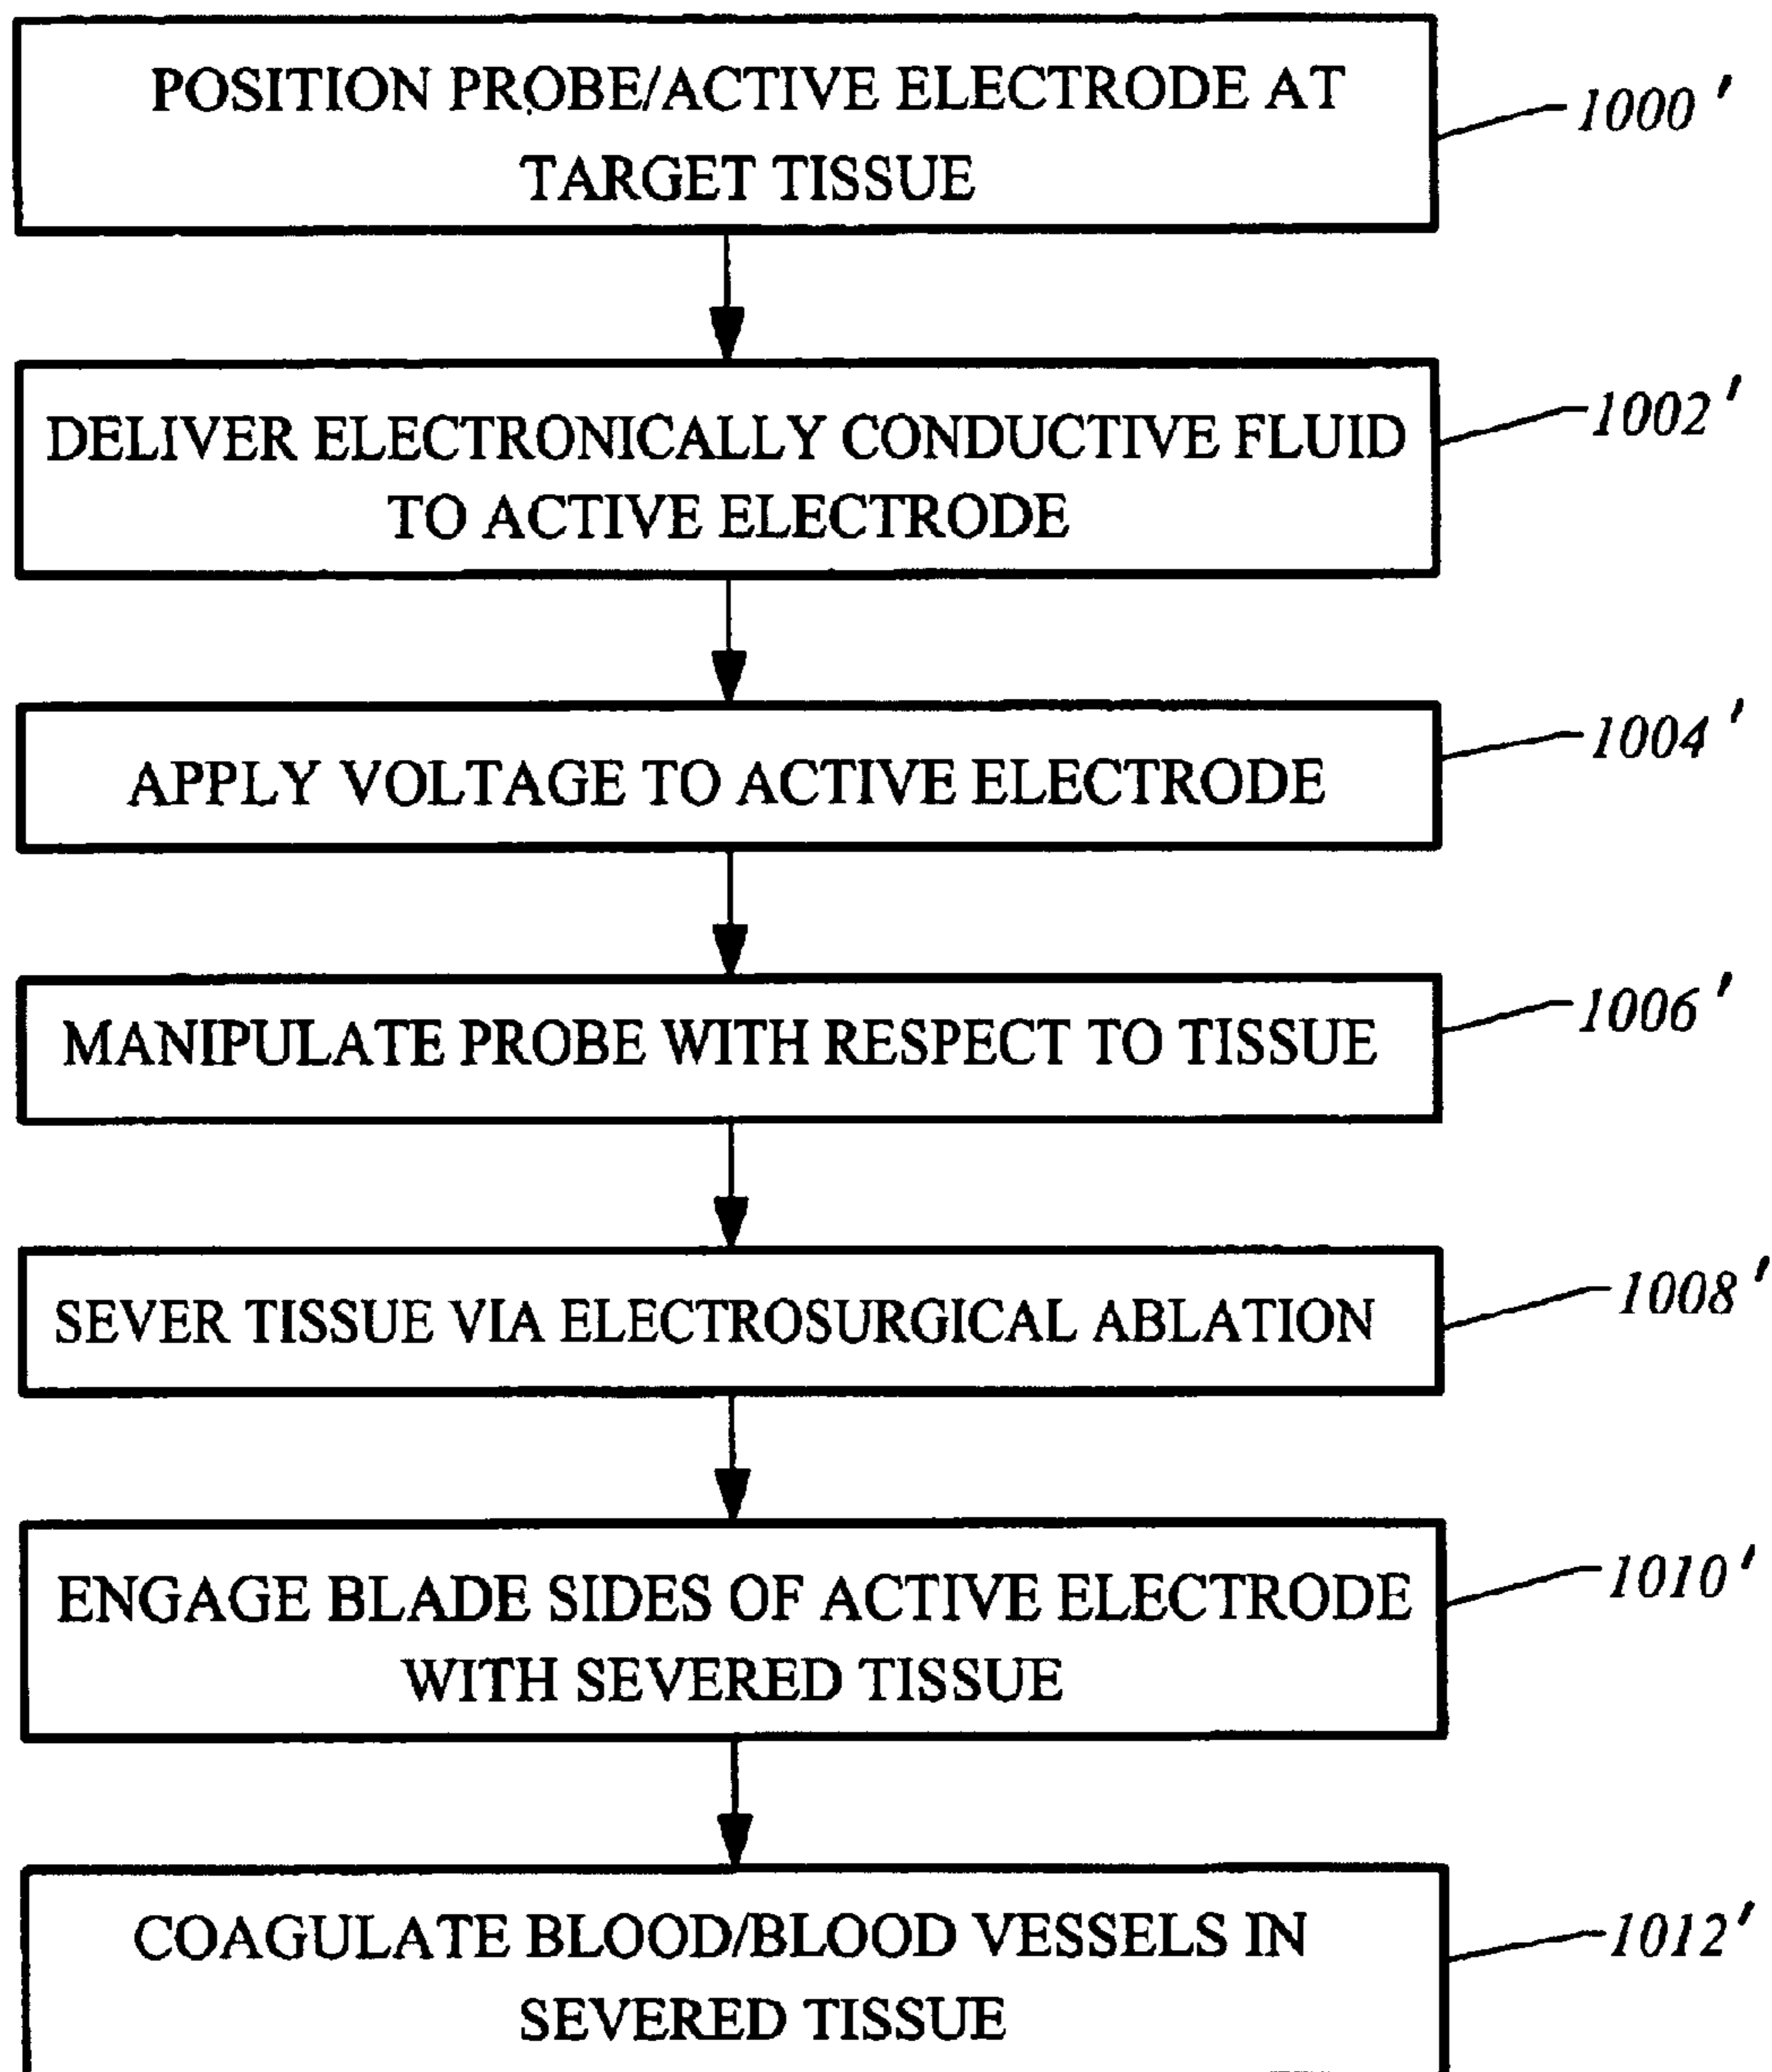 POSITION PROBE/ACTIVE ELECTRODE AT
TARGET TISSUE
1000'
DELIVER ELECTRONICALLY CONDUCTIVE FLUID
TO ACTIVE ELECTRODE
1002'
APPLY VOLTAGE TO ACTIVE ELECTRODE
1004'
MANIPULATE PROBE WITH RESPECT TO TISSUE
1006'
SEVER TISSUE VIA ELECTROSURGICAL ABLATION
1008'
ENGAGE BLADE SIDES OF ACTIVE ELECTRODE
WITH SEVERED TISSUE
1010'
COAGULATE BLOOD/BLOOD VESSELS IN
SEVERED TISSUE
1012'